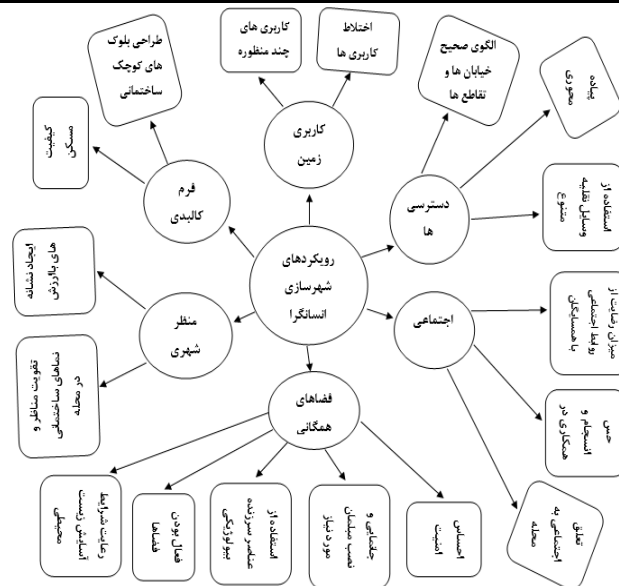 رویکردهای
شهرسازی
انسانگرا
کاربری
زمین
کاربری های
چند منظوره
اختلاط
کاربری ها
دسترسی
ها
الگوی صحیح
خیابان ها و
تقاطع ها
پیاده
محوری
استفاده از
وسایل نقلیه
متنوع
اجتماعی
میزان رضایت از
روابط اجتماعی
با همسایگان
حس
انسجام و
همکاری در
تعلق
اجتماعی به
محله
فضاهای
همگانی
احساس
امنیت
جانمایی و
نصب مبلمان
مورد نیاز
استفاده از
عناصر سرزنده
بیولوژیکی
فعال بودن
فضاها
رعایت شرایط
آسایش زیست
محیطی
منظر
شهری
ایجاد نشانه
های باارزش
تقویت مناظر و
نماهای ساختمانی
در محله
فرم
کالبدی
طراحی بلوک
های کوچک
ساختمانی
کیفیت
مسکن